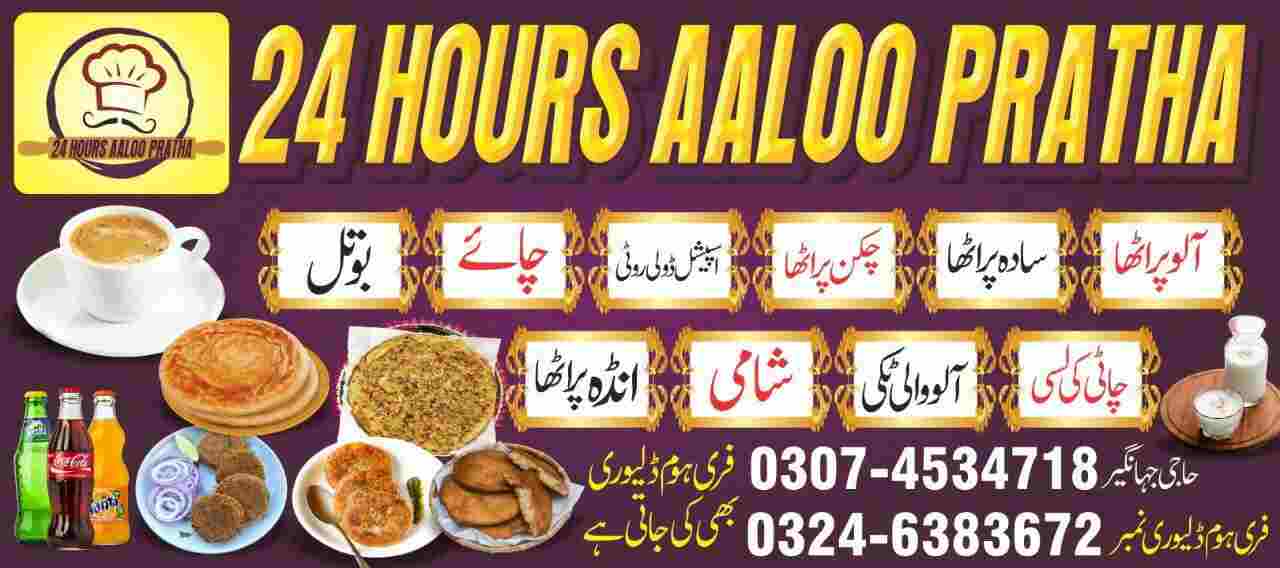 24 HOURS AALOO PRATHA
24 HOURS AALOO PRATHA
آلو پراٹھا
سادہ پراٹھا
چکن پراٹھا
اسپیشل ڈولی روٹی
چائے
بوتل
چاٹی کی لسی
آلو والی ٹکی
شامی
انڈہ پراٹھا
حاجی جہانگیر 0307-4534718
فری ہوم ڈلیوری نمبر 0324-6383672
فری ہوم ڈلیوری
بھی کی جاتی ہے
Coca-Cola